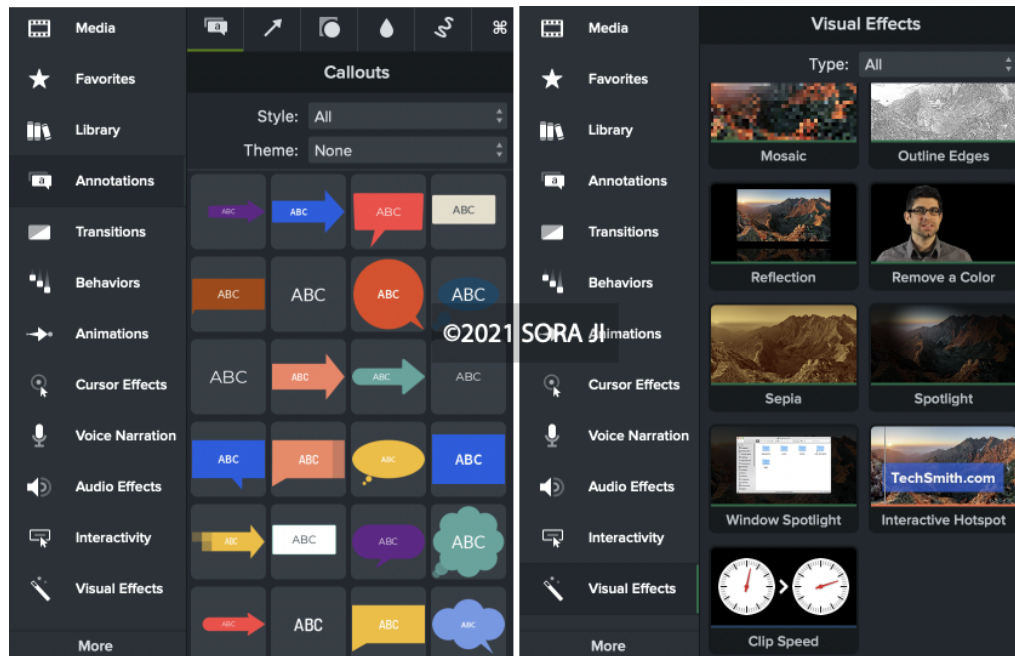 Media
Favorites
Library
Annotations
Transitions
Behaviors
Animations
Cursor Effects
Voice Narration
Audio Effects
Interactivity
Visual Effects
More
a
Callouts
Style: All
Theme: None
ABC ABC ABC ABC
ABC ABC ABC ABC
ABC ABC ABC ABC
ABC ABC ABC ABC
ABC ABC ABC ABC
ABC ABC ABC ABC
©2021 SORA JI
Media
Favorites
Library
Annotations
Transitions
Behaviors
Animations
Cursor Effects
Voice Narration
Audio Effects
Interactivity
Visual Effects
More
Visual Effects
Type: All
Mosaic
Outline Edges
Reflection
Remove a Color
Sepia
Spotlight
Window Spotlight
TechSmith.com
Interactive Hotspot
Clip Speed